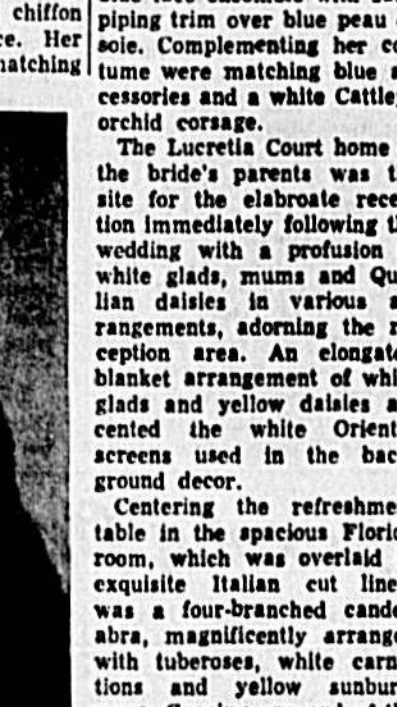 chiffon
ce. Her
matching
piping trim over blue peau
soie. Complementing her co
tume were matching blue a
cessories and a white Cattle
orchid corsage.
The Lucretia Court home
the bride's parents was t
site for the elabroate rece
tion immediately following t
wedding with a profusion
white glads, mums and Qu
lian daisies in various a
rangements, adorning the r
ception area. An elongat
blanket arrangement of whi
glads and yellow daisies a
cented the white Orient
screens used in the bac
ground decor.
Centering the refreshme
table in the spacious Flori
room, which was overlaid
exquisite Italian cut line
was a four-branched cande
abra, magnificently arrang
with tuberoses, white carn
tions and yellow sunbur